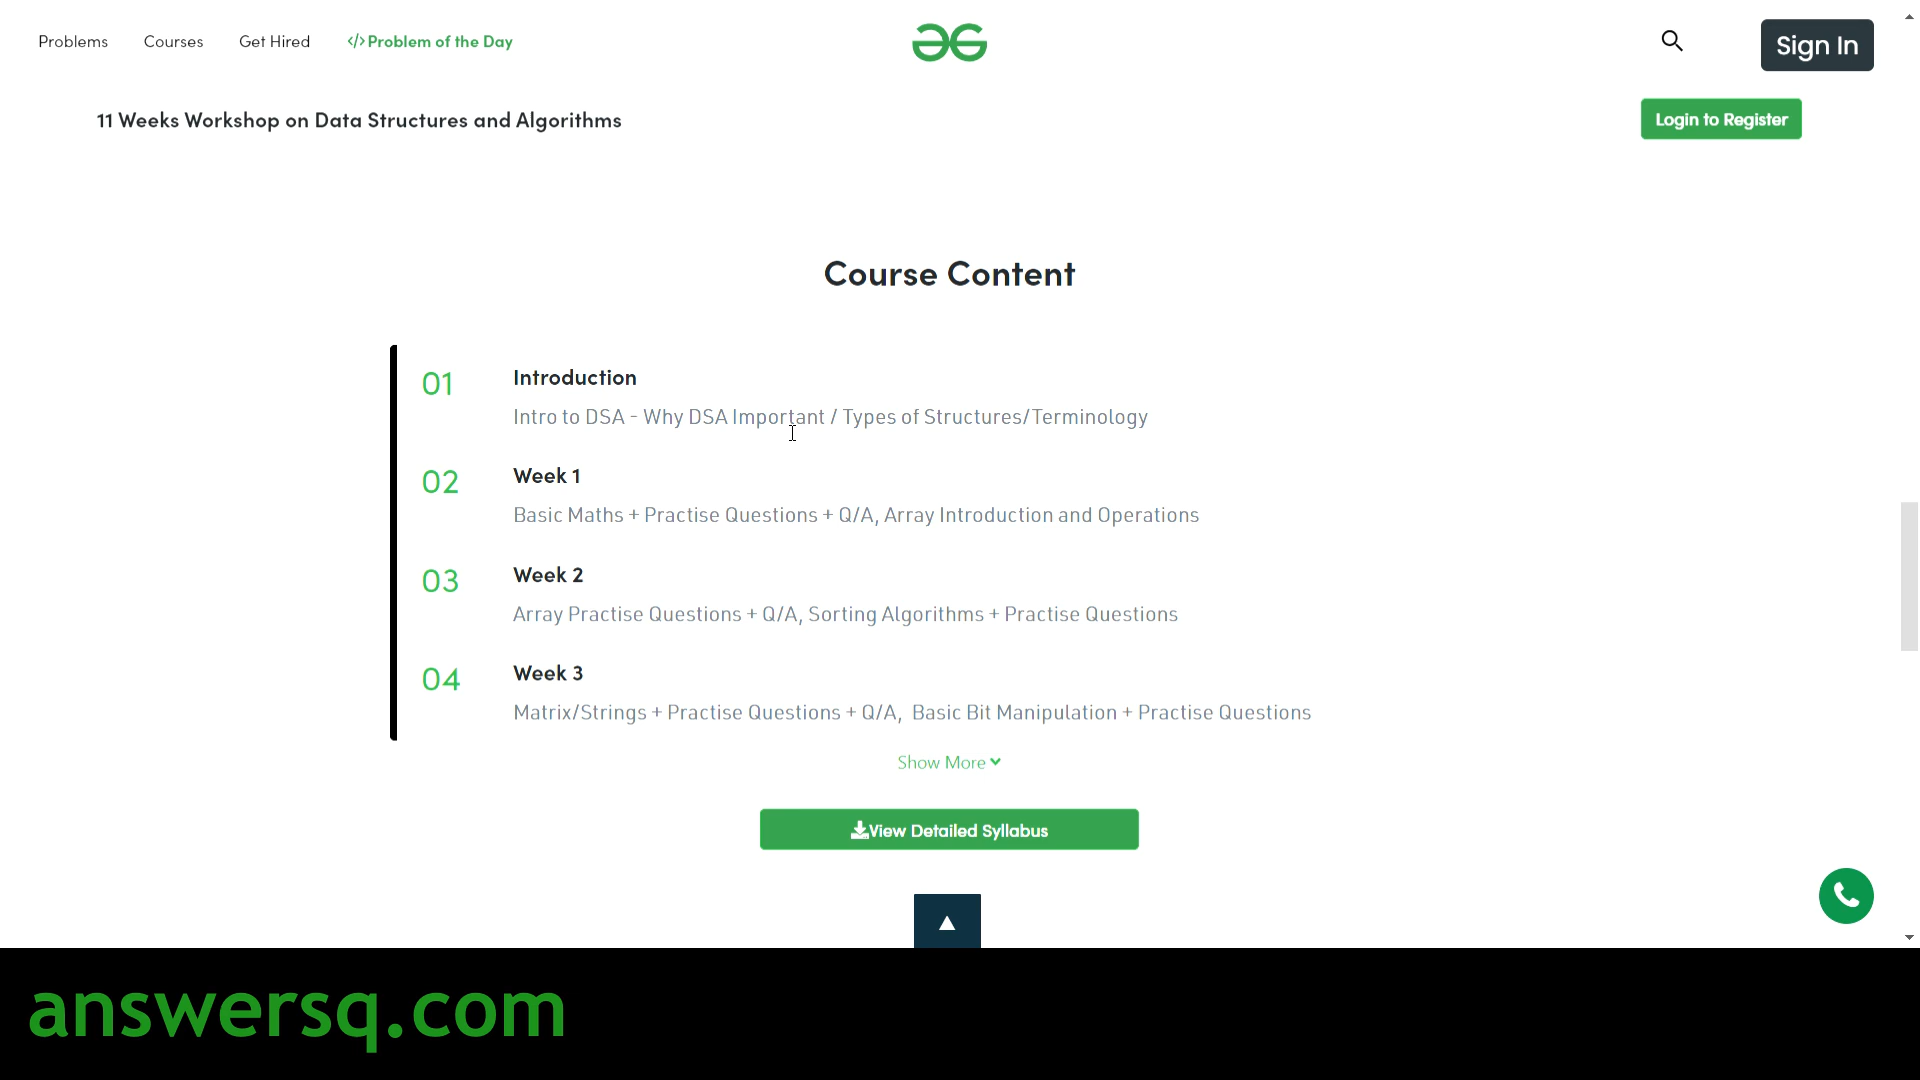 Problems
Courses
Get Hired
</>Problem of the Day
Sign In
11 Weeks Workshop on Data Structures and Algorithms
Login to Register
Course Content
01
Introduction
Intro to DSA - Why DSA Important / Types of Structures/Terminology
02
Week 1
Basic Maths + Practise Questions + Q/A, Array Introduction and Operations
03
Week 2
Array Practise Questions + Q/A, Sorting Algorithms + Practise Questions
04
Week 3
Matrix/Strings + Practise Questions + Q/A, Basic Bit Manipulation + Practise Questions
Show More
View Detailed Syllabus
answersq.com